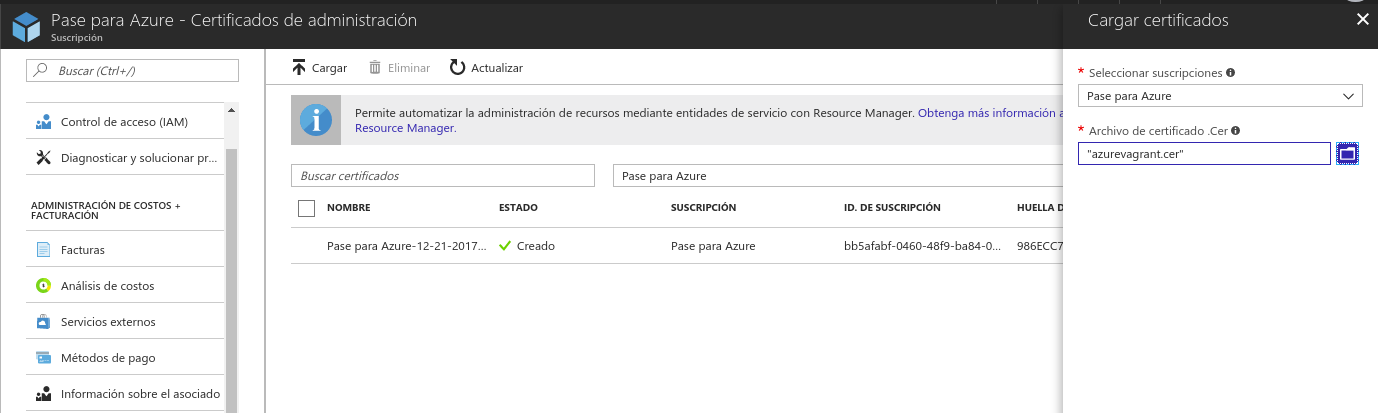 Pase para Azure - Certificados de administración
Suscripción
Buscar (Ctrl+/)
Control de acceso (IAM)
Diagnosticar y solucionar pr...
ADMINISTRACIÓN DE COSTOS +
FACTURACIÓN
Facturas
Análisis de costos
Servicios externos
Métodos de pago
Información sobre el asociado
Cargar
Eliminar
Actualizar
Permite automatizar la administración de recursos mediante entidades de servicio con Resource Manager. Obtenga más información a
Resource Manager.
Buscar certificados
Pase para Azure
NOMBRE ESTADO SUSCRIPCIÓN ID. DE SUSCRIPCIÓN HUELLA D
Pase para Azure-12-21-2017... Creado Pase para Azure bb5afabf-0460-48f9-ba84-0... 986ECC7
Cargar certificados
* Seleccionar suscripciones
Pase para Azure
* Archivo de certificado .Cer
"azurevagrant.cer"